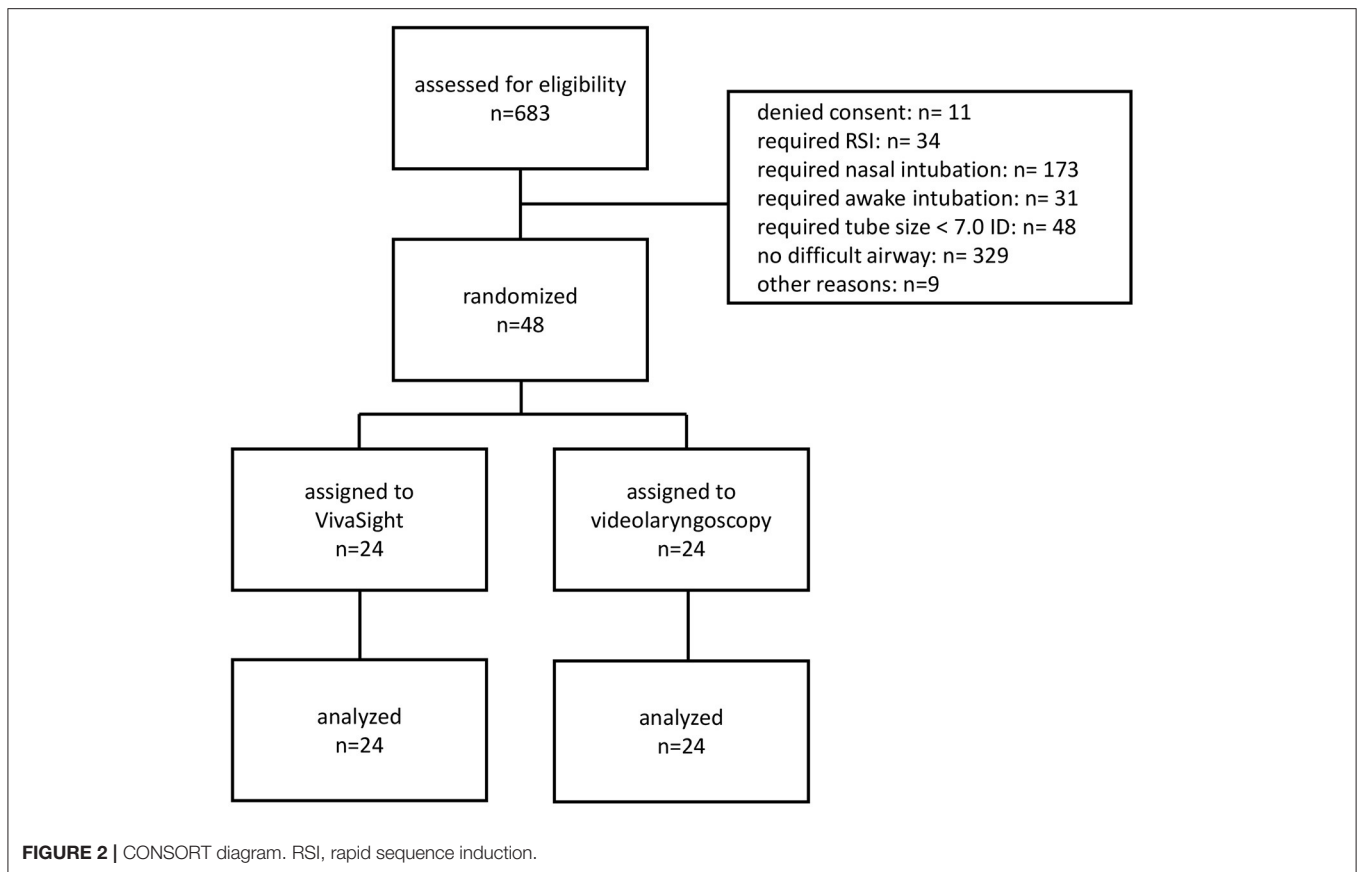 assessed for eligibility
n=683
denied consent: n= 11
required RSI: n= 34
required nasal intubation: n= 173
required awake intubation: n= 31
required tube size < 7.0 ID: n= 48
no difficult airway: n= 329
other reasons: n=9
randomized
n=48
assigned to
VivaSight
n=24
assigned to
videolaryngoscopy
n=24
analyzed
n=24
analyzed
n=24
FIGURE 2 | CONSORT diagram. RSI, rapid sequence induction.